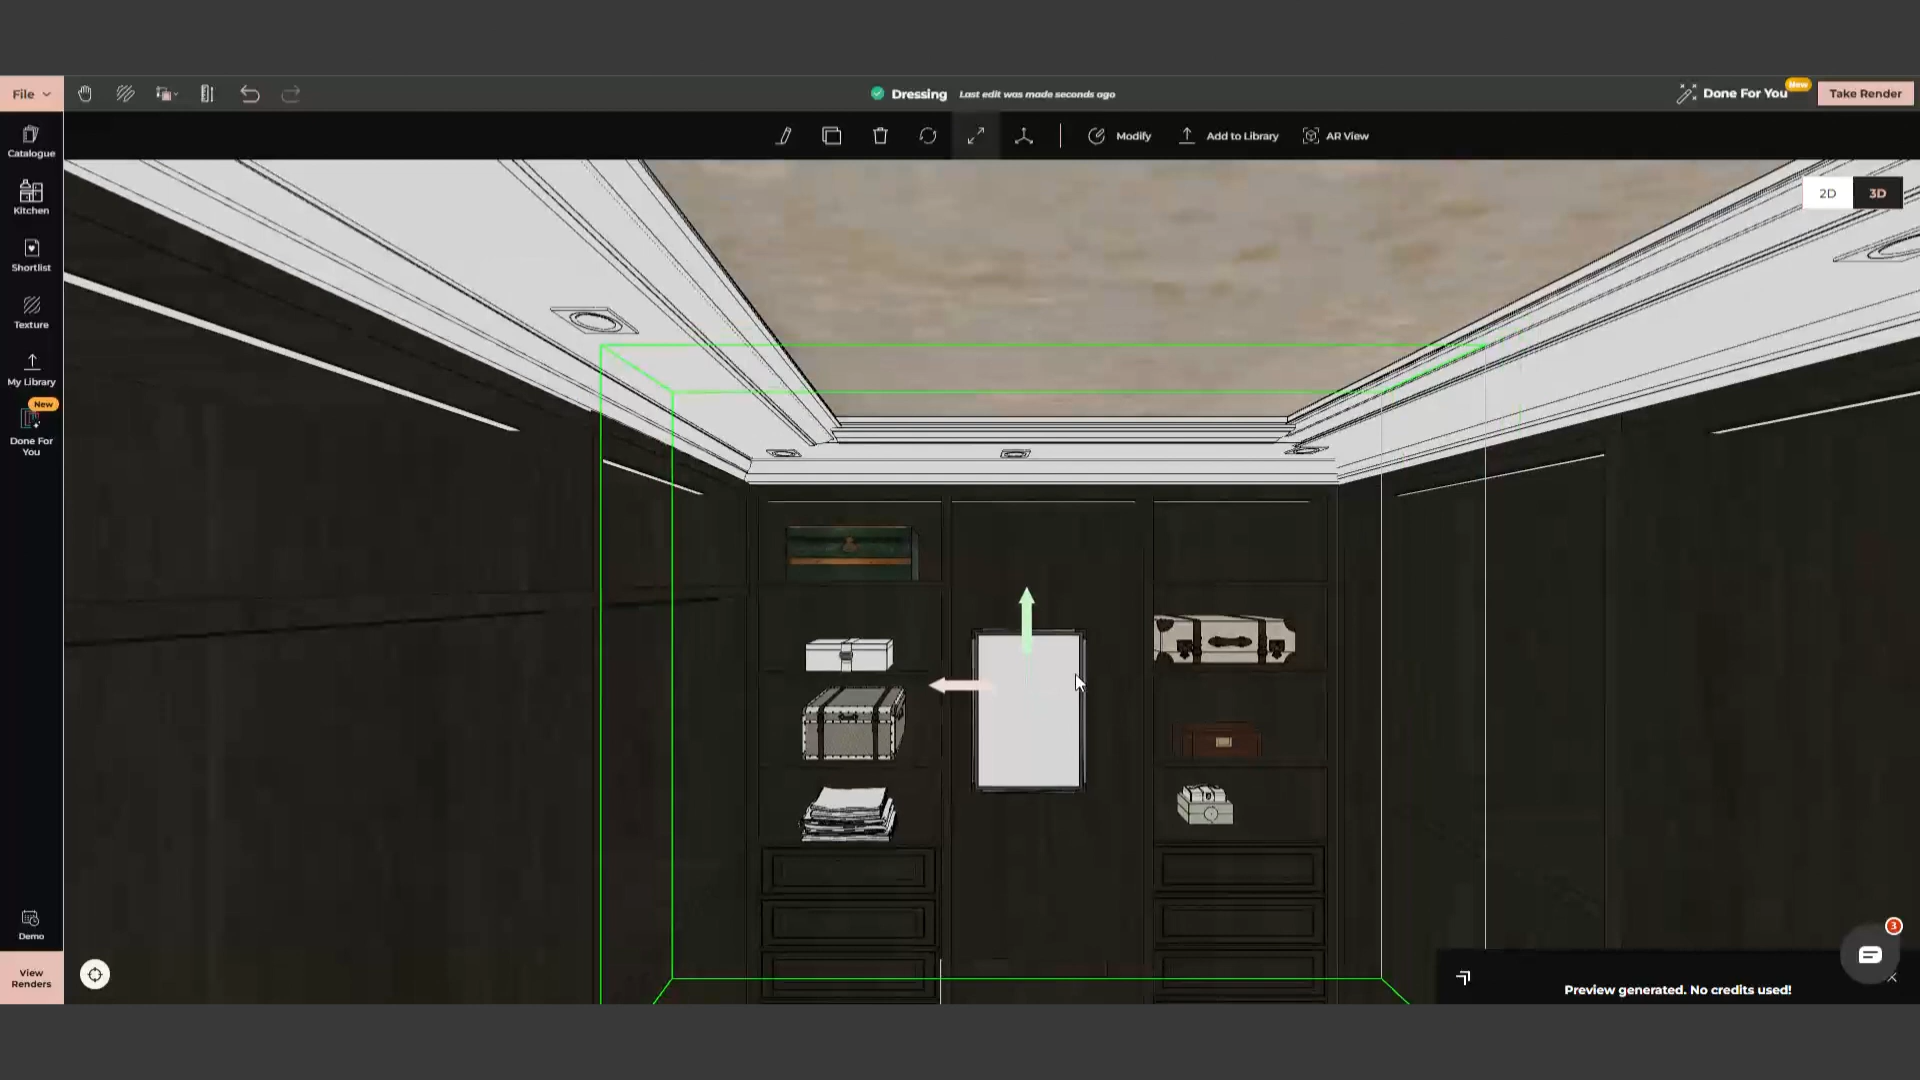 File
Dressing
Last edit was made seconds ago
Done For You
New
Take Render
Modify
Add to Library
AR View
2D
3D
Catalogue
Kitchen
Shortlist
Texture
My Library
New
Done For
You
Demo
View
Renders
3
Preview generated. No credits used!